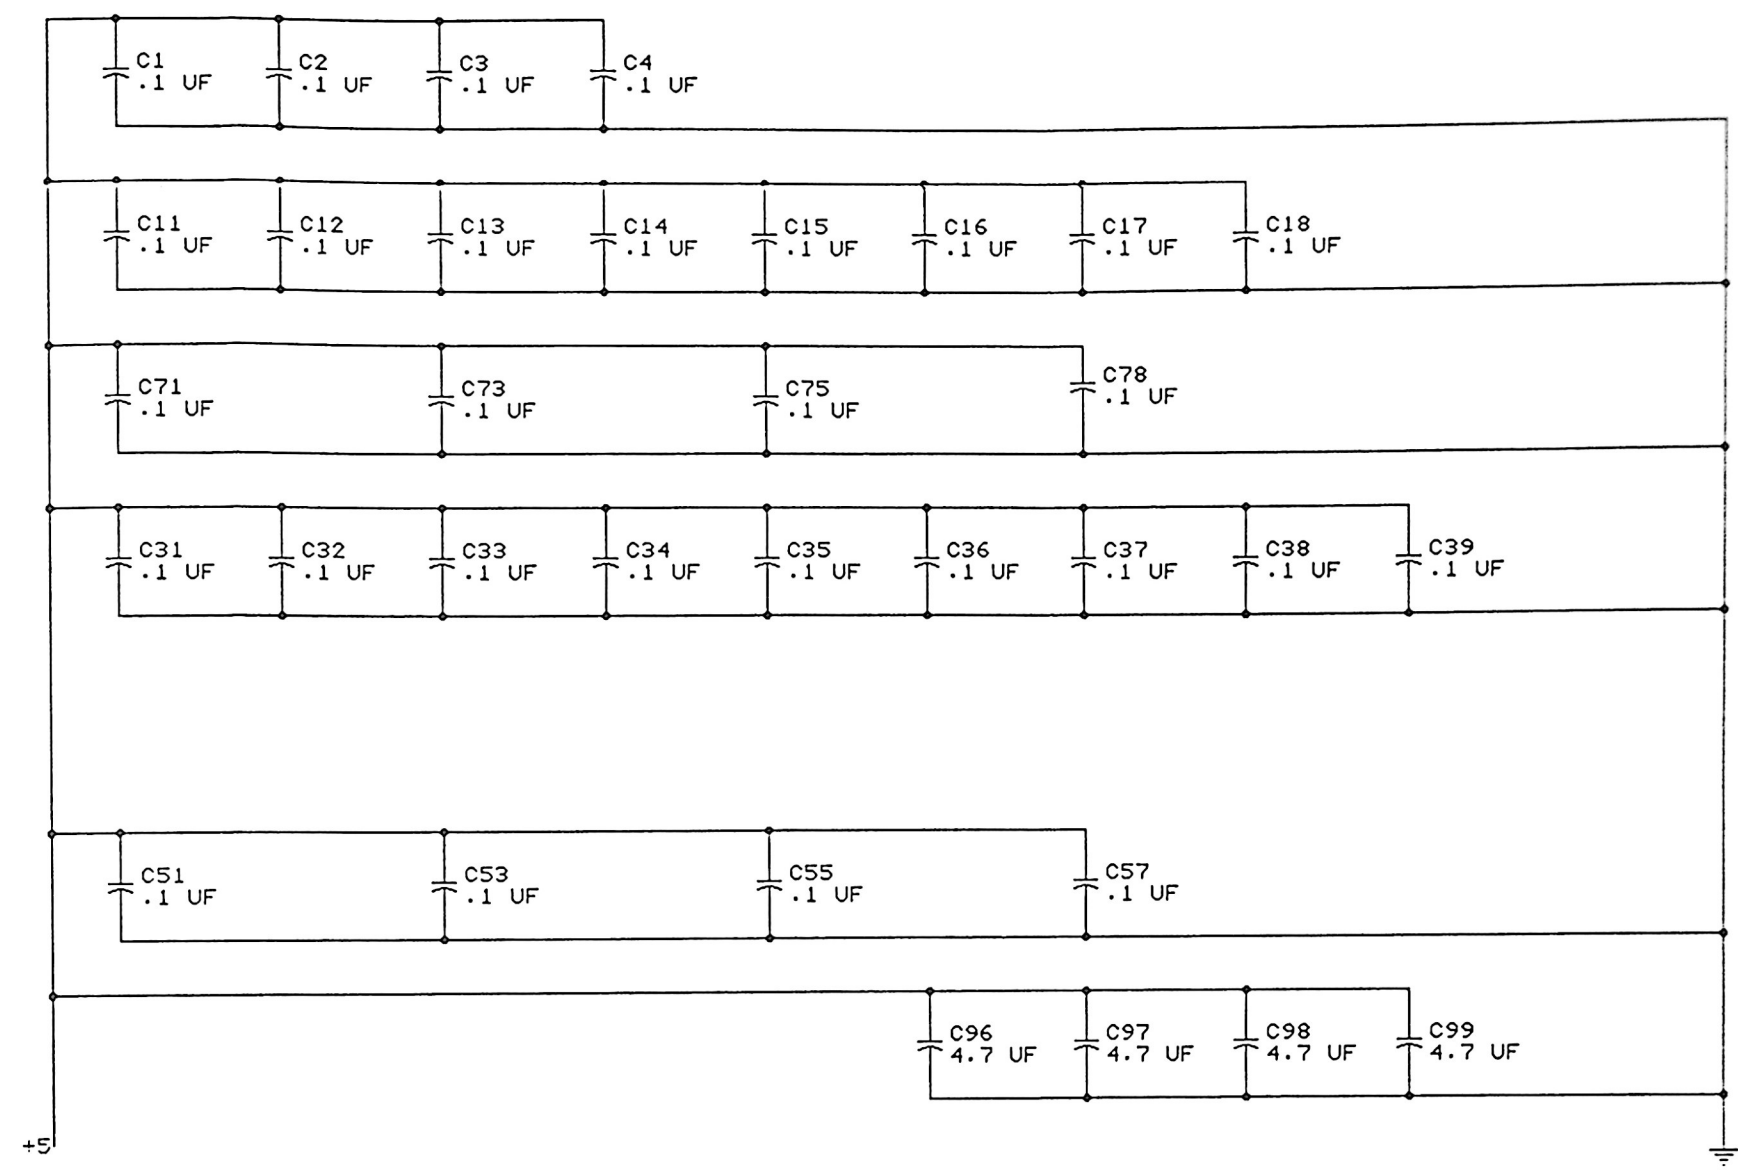 C1
.1 UF
C2
.1 UF
C3
.1 UF
C4
.1 UF
C11
.1 UF
C12
.1 UF
C13
.1 UF
C14
.1 UF
C15
.1 UF
C16
.1 UF
C17
.1 UF
C18
.1 UF
C71
.1 UF
C73
.1 UF
C75
.1 UF
C78
.1 UF
C31
.1 UF
C32
.1 UF
C33
.1 UF
C34
.1 UF
C35
.1 UF
C36
.1 UF
C37
.1 UF
C38
.1 UF
C39
.1 UF
C51
.1 UF
C53
.1 UF
C55
.1 UF
C57
.1 UF
C96
4.7 UF
C97
4.7 UF
C98
4.7 UF
C99
4.7 UF
+5